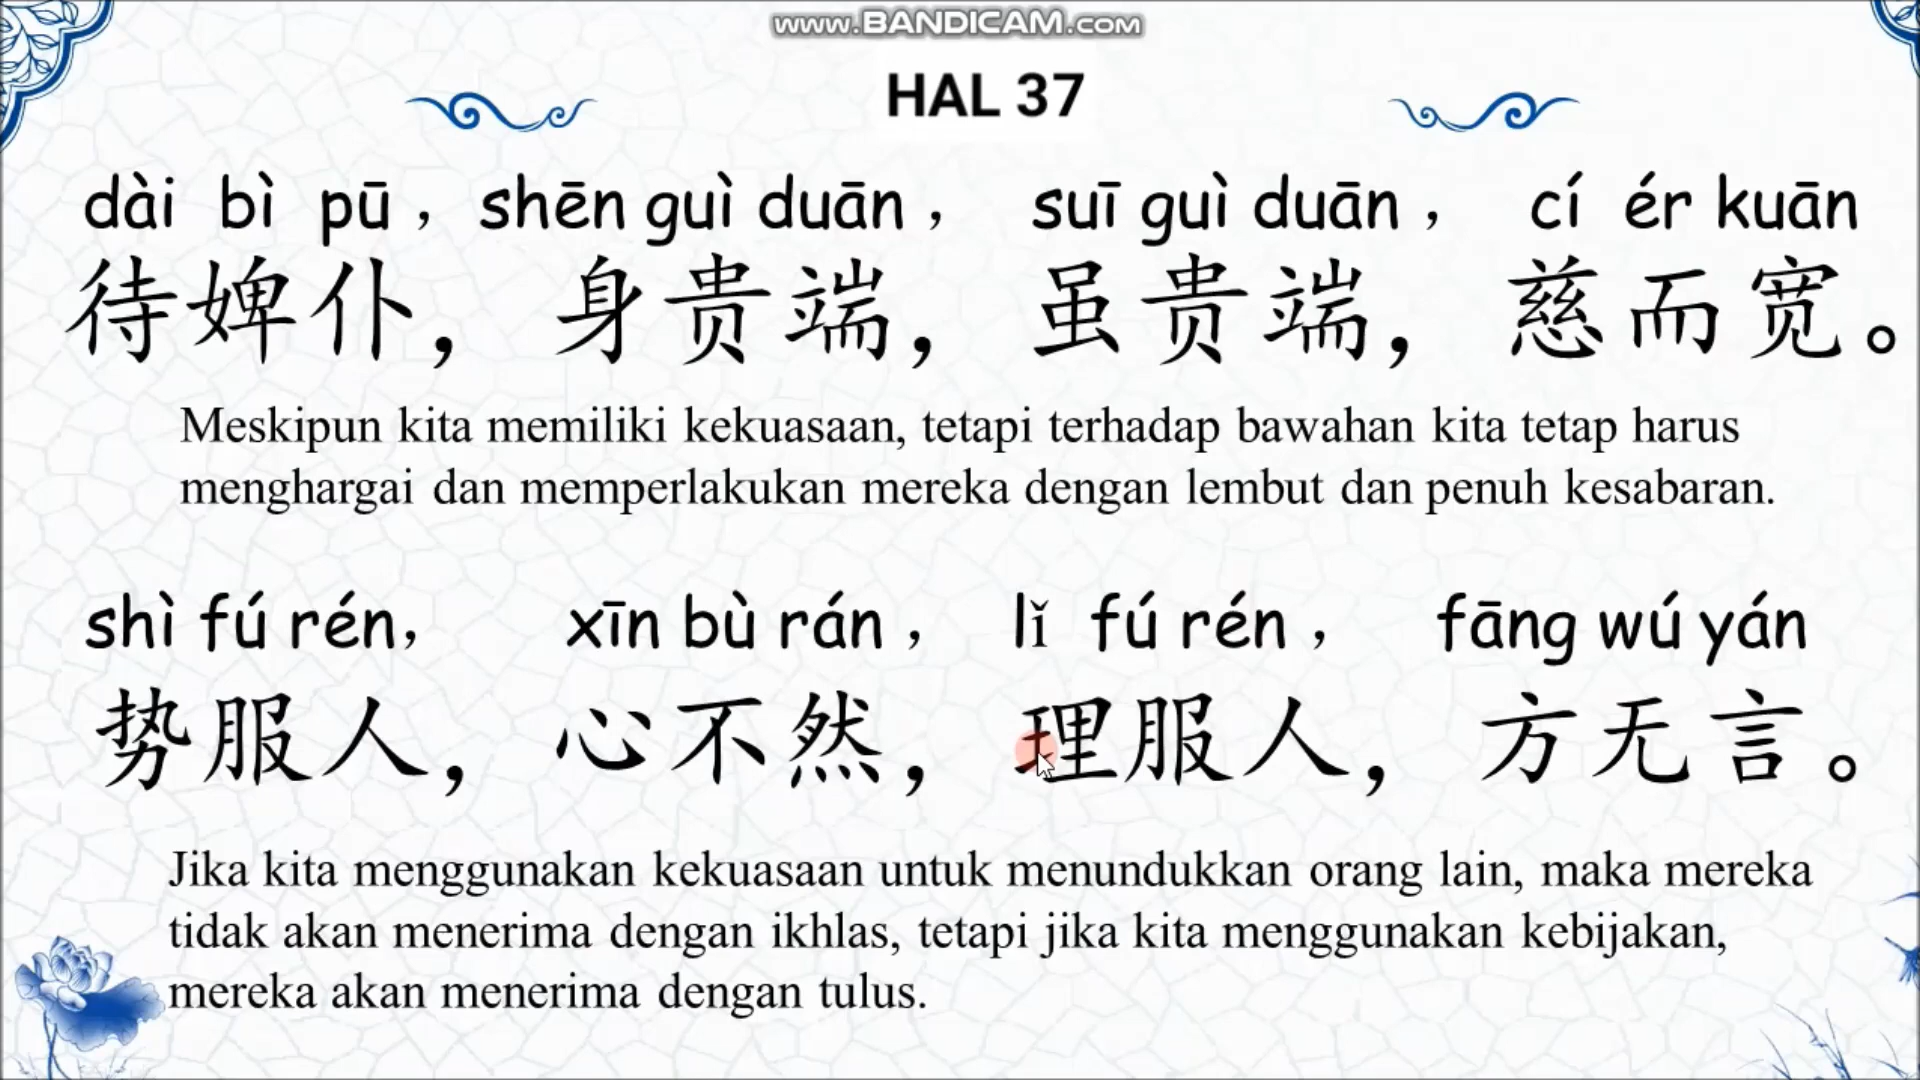 www.BANDICAM.com
HAL 37
dài bì pū , shēn guì duān , suī guì duān , cí ér kuān
待婢仆，身贵端，虽贵端，慈而宽。
Meskipun kita memiliki kekuasaan, tetapi terhadap bawahan kita tetap harus
menghargai dan memperlakukan mereka dengan lembut dan penuh kesabaran.
shì fú rén, xīn bù rán , lǐ fú rén , fāng wú yán
势服人，心不然，理服人，方无言。
Jika kita menggunakan kekuasaan untuk menundukkan orang lain, maka mereka
tidak akan menerima dengan ikhlas, tetapi jika kita menggunakan kebijakan,
mereka akan menerima dengan tulus.